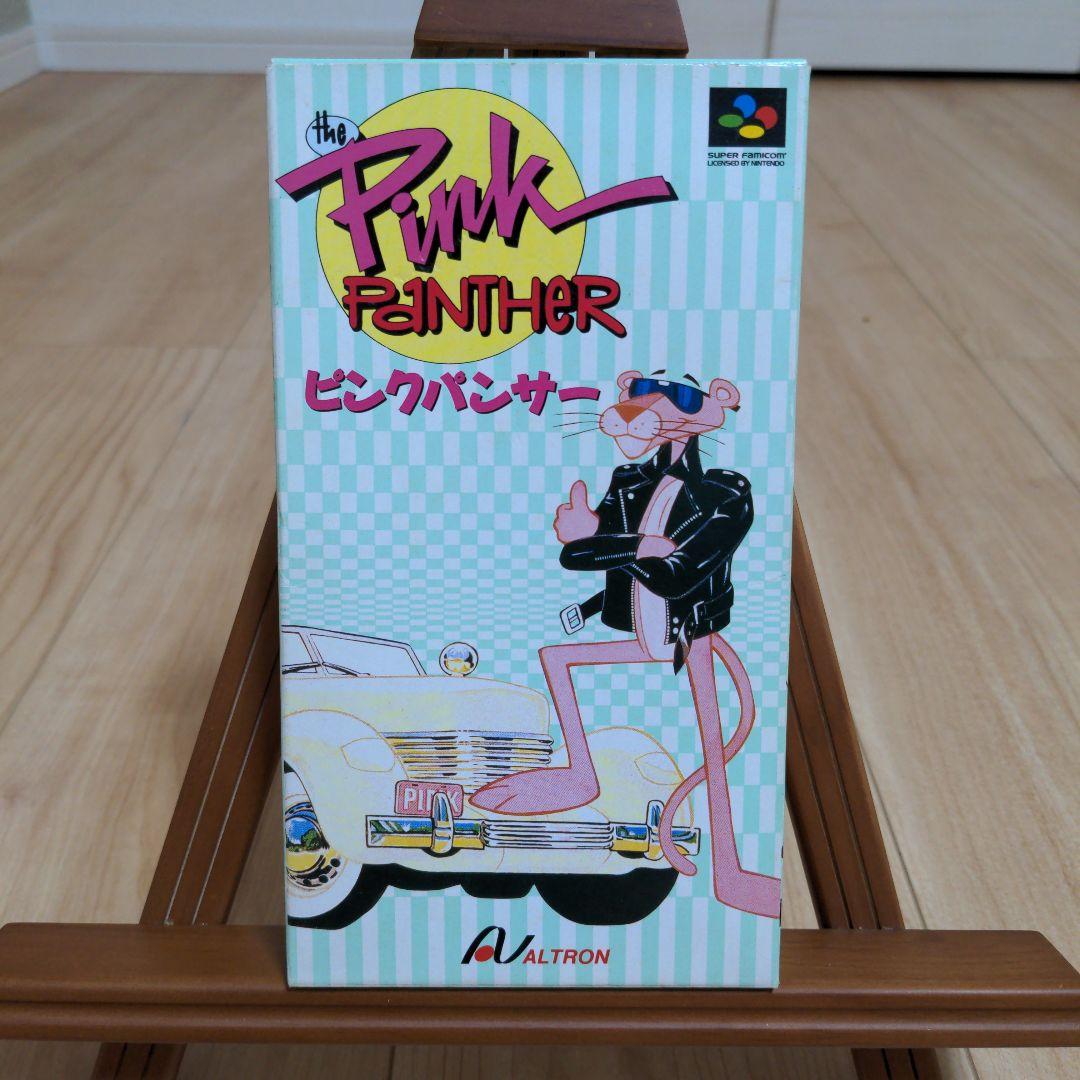 the
Pink
PANTHER
ピンクパンサー
SUPER FAMICOM
LICENSED BY NINTENDO
PINK
ALTRON